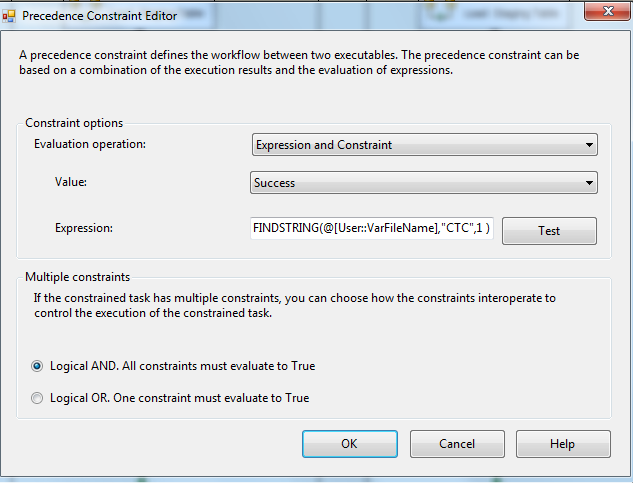 Precedence Constraint Editor
A precedence constraint defines the workflow between two executables. The precedence constraint can be
based on a combination of the execution results and the evaluation of expressions.
Constraint options
Evaluation operation:
Expression and Constraint
Value:
Success
Expression:
FINDSTRING(@[User::VarFileName],"CTC",1 )
Test
Multiple constraints
If the constrained task has multiple constraints, you can choose how the constraints interoperate to
control the execution of the constrained task.
Logical AND. All constraints must evaluate to True
Logical OR. One constraint must evaluate to True
OK
Cancel
Help